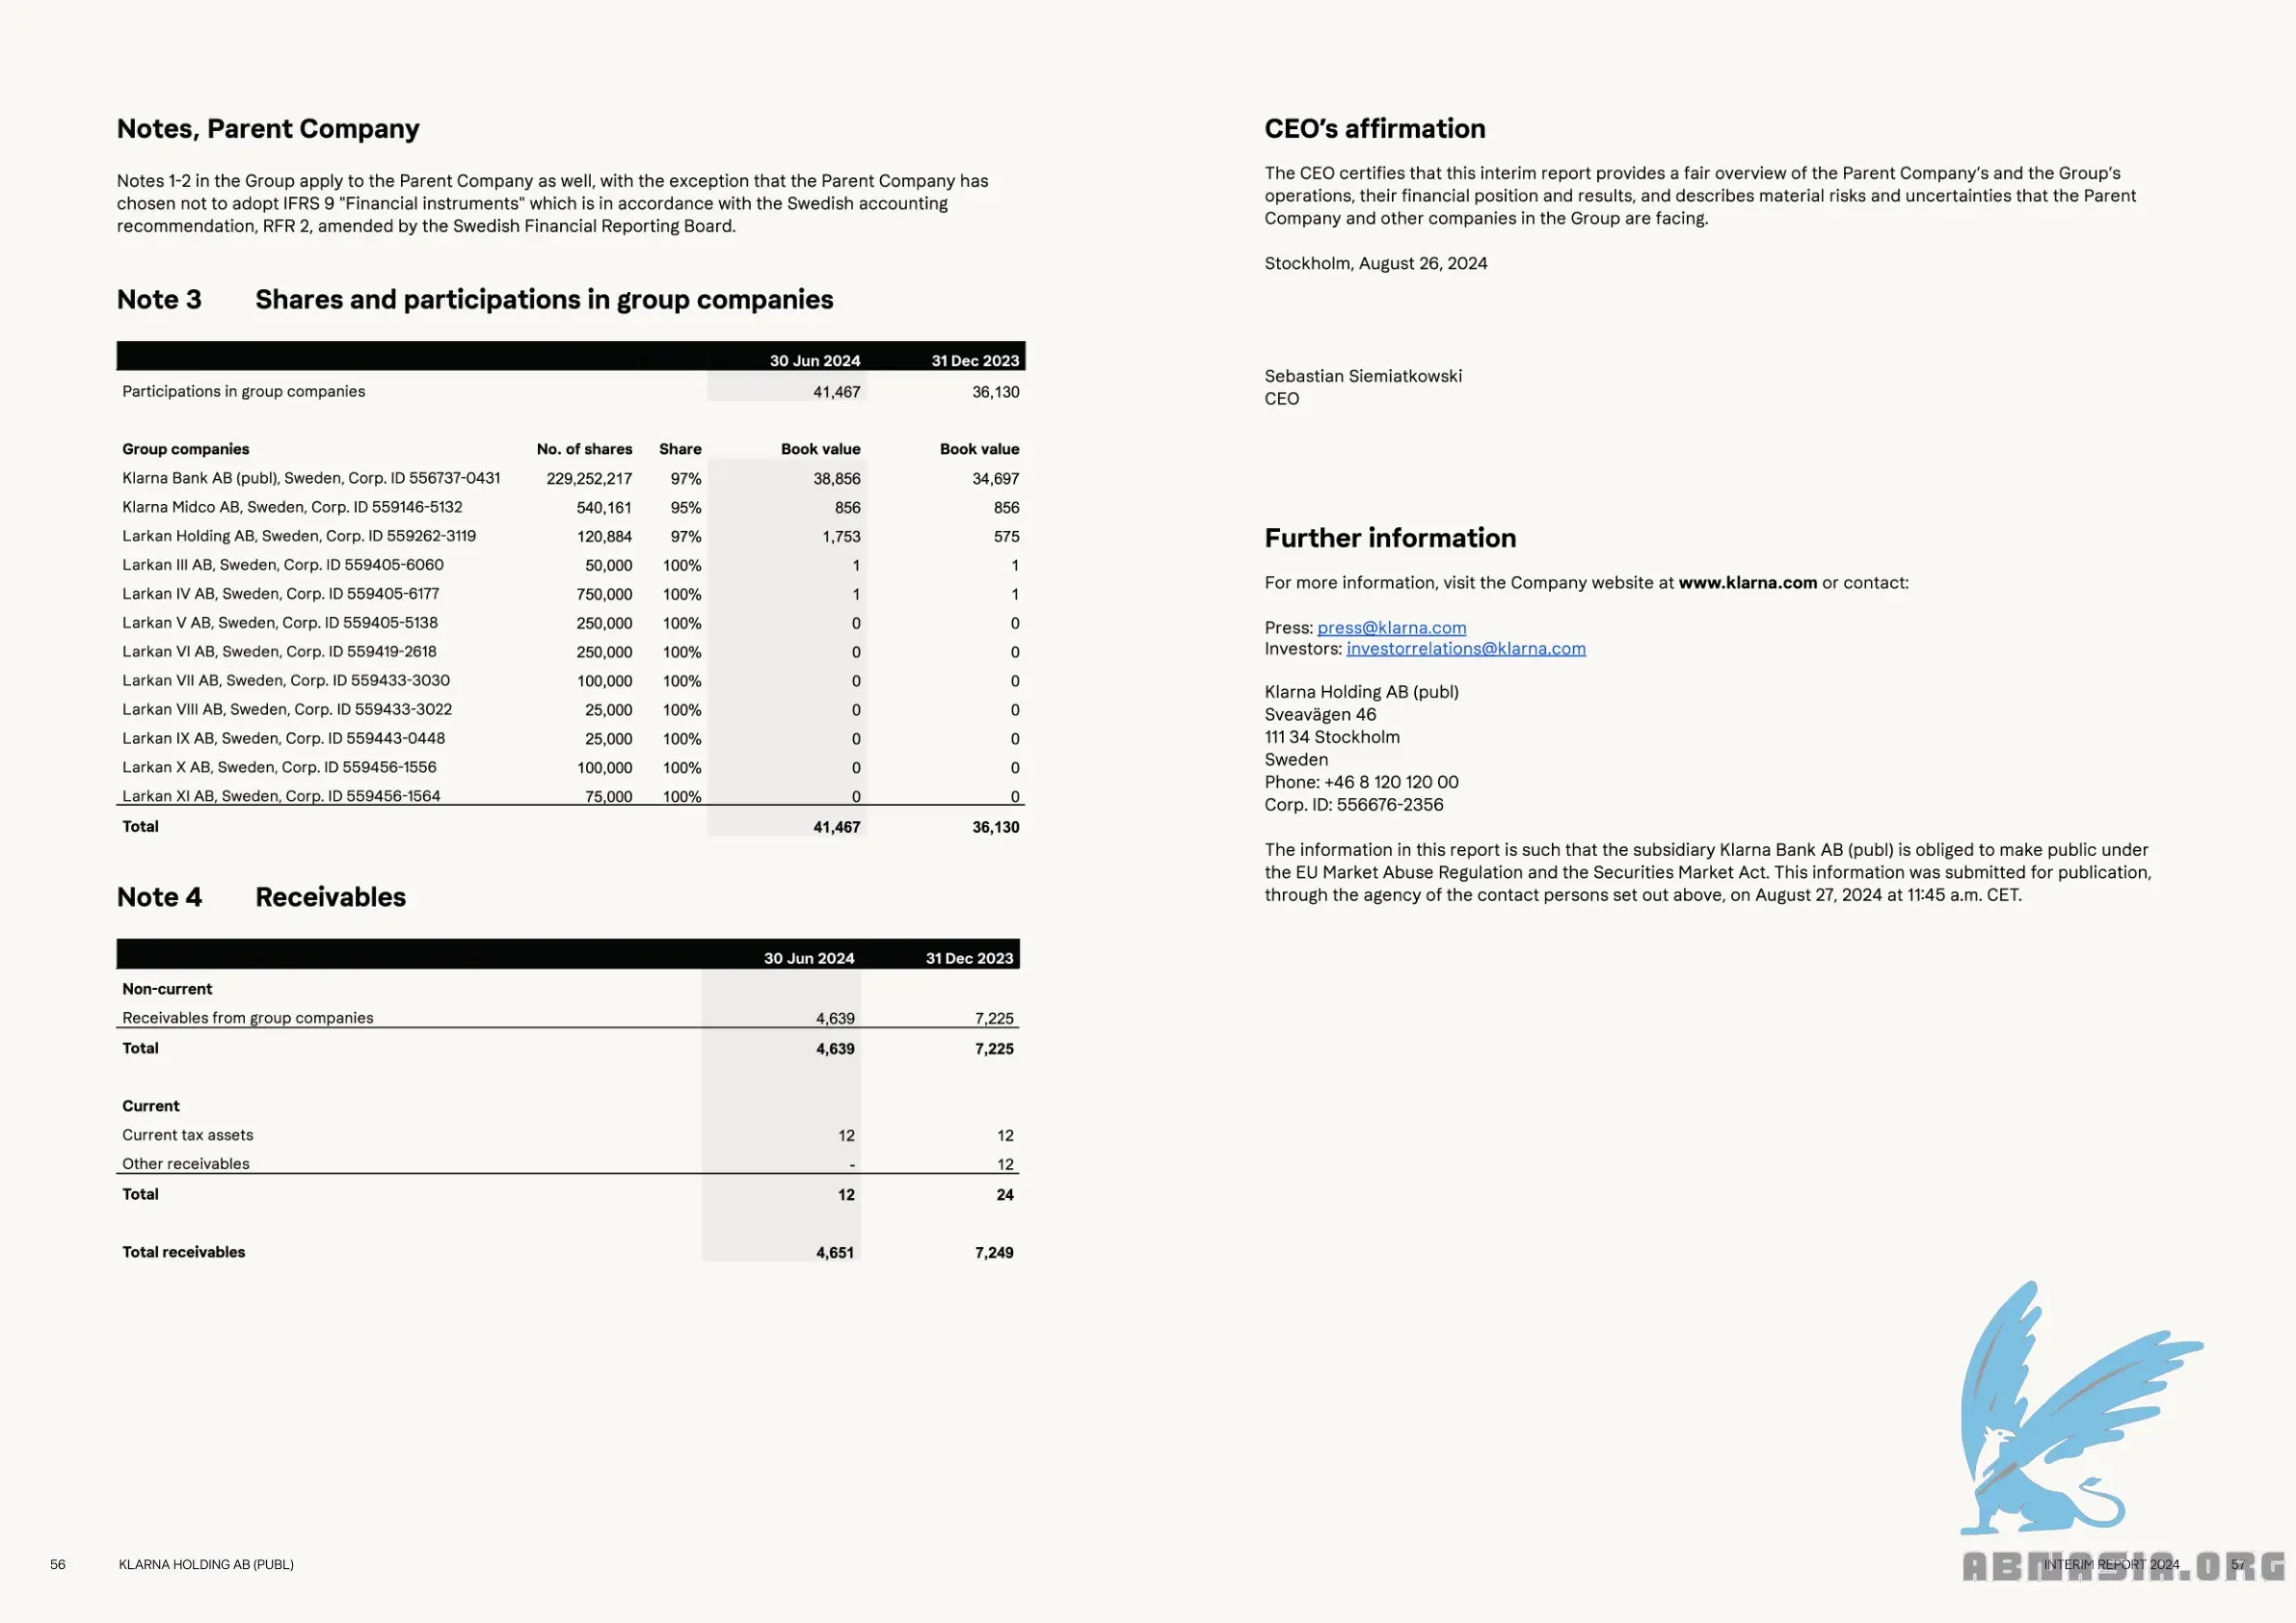 Notes, Parent Company
Notes 1-2 in the Group apply to the Parent Company as well, with the exception that the Parent Company has
chosen not to adopt IFRS 9 "Financial instruments" which is in accordance with the Swedish accounting
recommendation, RFR 2, amended by the Swedish Financial Reporting Board.
Note 3 Shares and participations in group companies
30 Jun 2024 31 Dec 2023
Participations in group companies 41,467 36,130
Group companies No. of shares Share Book value Book value
Klarna Bank AB (publ), Sweden, Corp. ID 556737-0431 229,252,217 97% 38,856 34,697
Klarna Midco AB, Sweden, Corp. ID 559146-5132 540,161 95% 856 856
Larkan Holding AB, Sweden, Corp. ID 559262-3119 120,884 97% 1,753 575
Larkan III AB, Sweden, Corp. ID 559405-6060 50,000 100% 1 1
Larkan IV AB, Sweden, Corp. ID 559405-6177 750,000 100% 1 1
Larkan V AB, Sweden, Corp. ID 559405-5138 250,000 100% 0 0
Larkan VI AB, Sweden, Corp. ID 559419-2618 250,000 100% 0 0
Larkan VII AB, Sweden, Corp. ID 559433-3030 100,000 100% 0 0
Larkan VIII AB, Sweden, Corp. ID 559433-3022 25,000 100% 0 0
Larkan IX AB, Sweden, Corp. ID 559443-0448 25,000 100% 0 0
Larkan X AB, Sweden, Corp. ID 559456-1556 100,000 100% 0 0
Larkan XI AB, Sweden, Corp. ID 559456-1564 75,000 100% 0 0
Total 41,467 36,130
Note 4 Receivables
30 Jun 2024 31 Dec 2023
Non-current
Receivables from group companies 4,639 7,225
Total 4,639 7,225
Current
Current tax assets 12 12
Other receivables - 12
Total 12 24
Total receivables 4,651 7,249
56 KLARNA HOLDING AB (PUBL)
CEO's affirmation
The CEO certifies that this interim report provides a fair overview of the Parent Company's and the Group's
operations, their financial position and results, and describes material risks and uncertainties that the Parent
Company and other companies in the Group are facing.
Stockholm, August 26, 2024
Sebastian Siemiatkowski
CEO
Further information
For more information, visit the Company website at www.klarna.com or contact:
Press: press@klarna.com
Investors: investorrelations@klarna.com
Klarna Holding AB (publ)
Sveavägen 46
111 34 Stockholm
Sweden
Phone: +46 8 120 120 00
Corp. ID: 556676-2356
The information in this report is such that the subsidiary Klarna Bank AB (publ) is obliged to make public under
the EU Market Abuse Regulation and the Securities Market Act. This information was submitted for publication,
through the agency of the contact persons set out above, on August 27, 2024 at 11:45 a.m. CET.
INTERIM REPORT 2024 57
ABNASIA.ORG